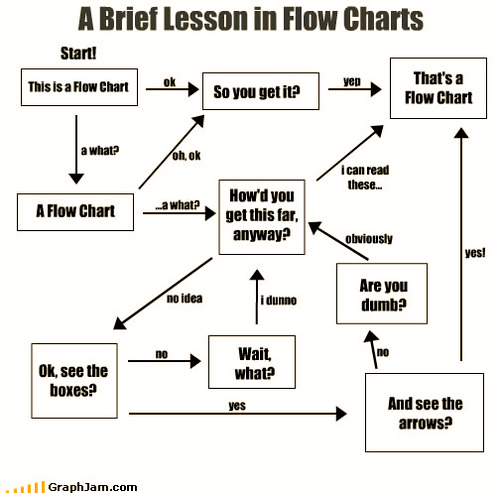 A Brief Lesson in Flow Charts
Start!
This is a Flow Chart
ok
So you get it?
yep
That's a
Flow Chart
a what?
oh, ok
A Flow Chart
...a what?
How'd you
get this far,
anyway?
i can read
these...
obviously
yes!
Are you
dumb?
no idea
i dunno
Ok, see the
boxes?
no
Wait,
what?
no
yes
And see the
arrows?
GraphJam.com